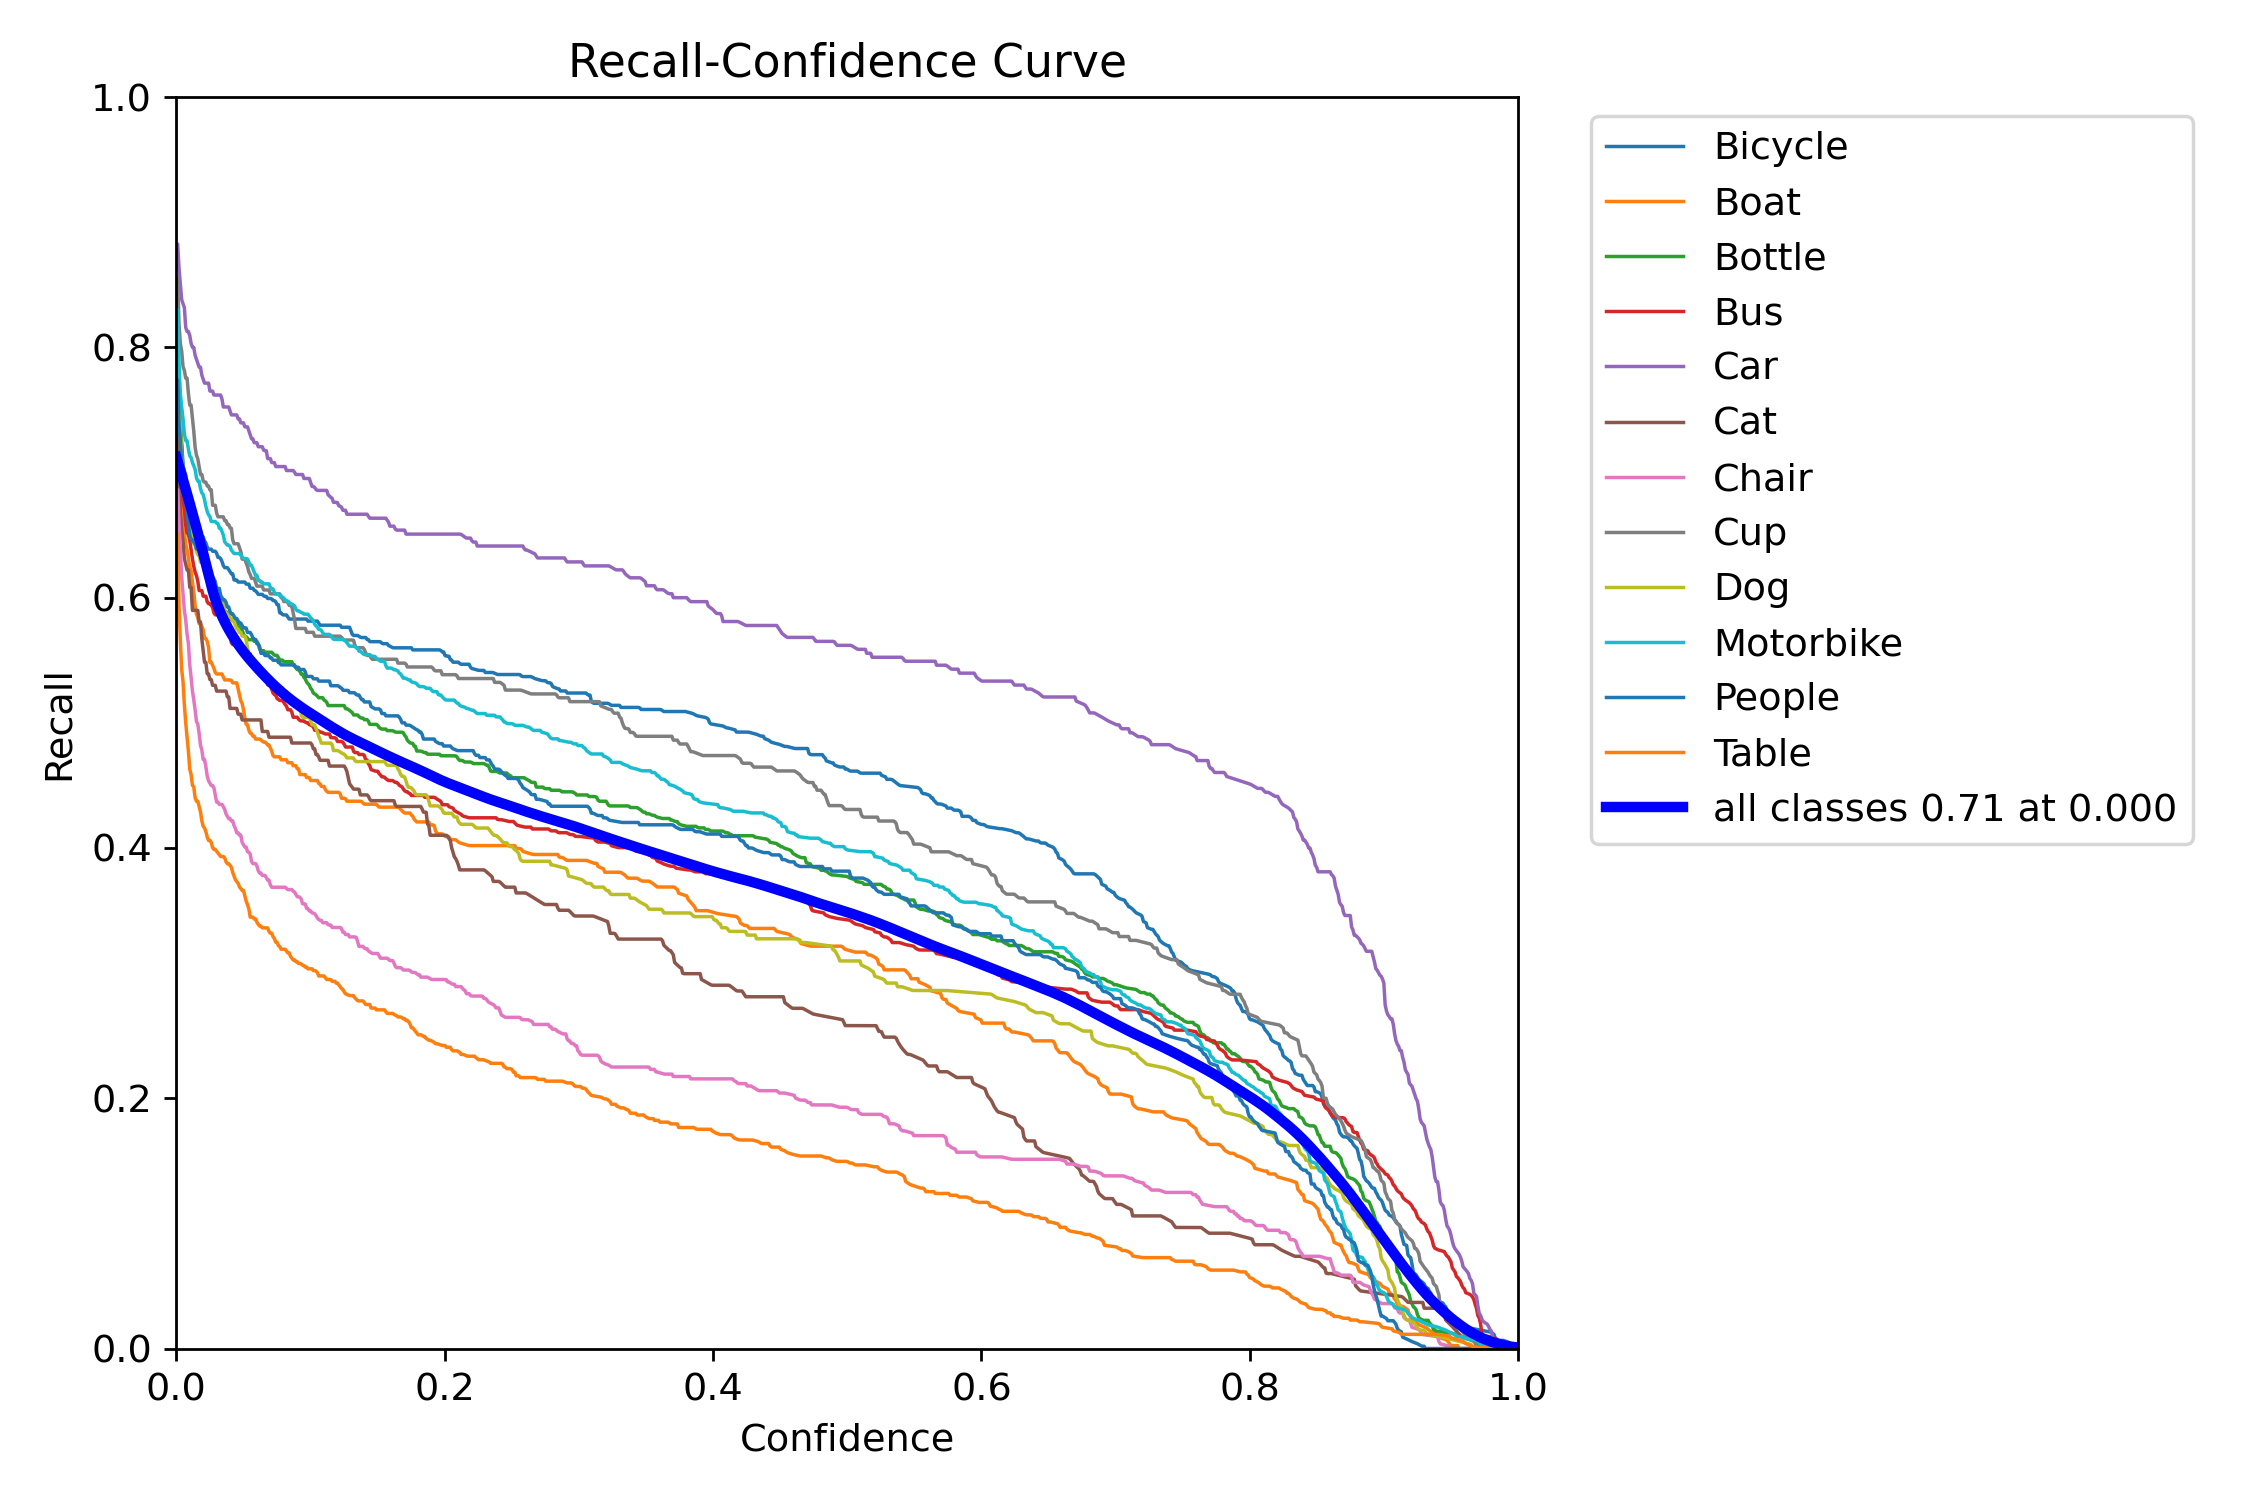 Recall-Confidence Curve
1.0
0.8
0.6
0.4
0.2
0.0
Recall
0.0 0.2 0.4 0.6 0.8 1.0
Confidence
Bicycle
Boat
Bottle
Bus
Car
Cat
Chair
Cup
Dog
Motorbike
People
Table
all classes 0.71 at 0.000